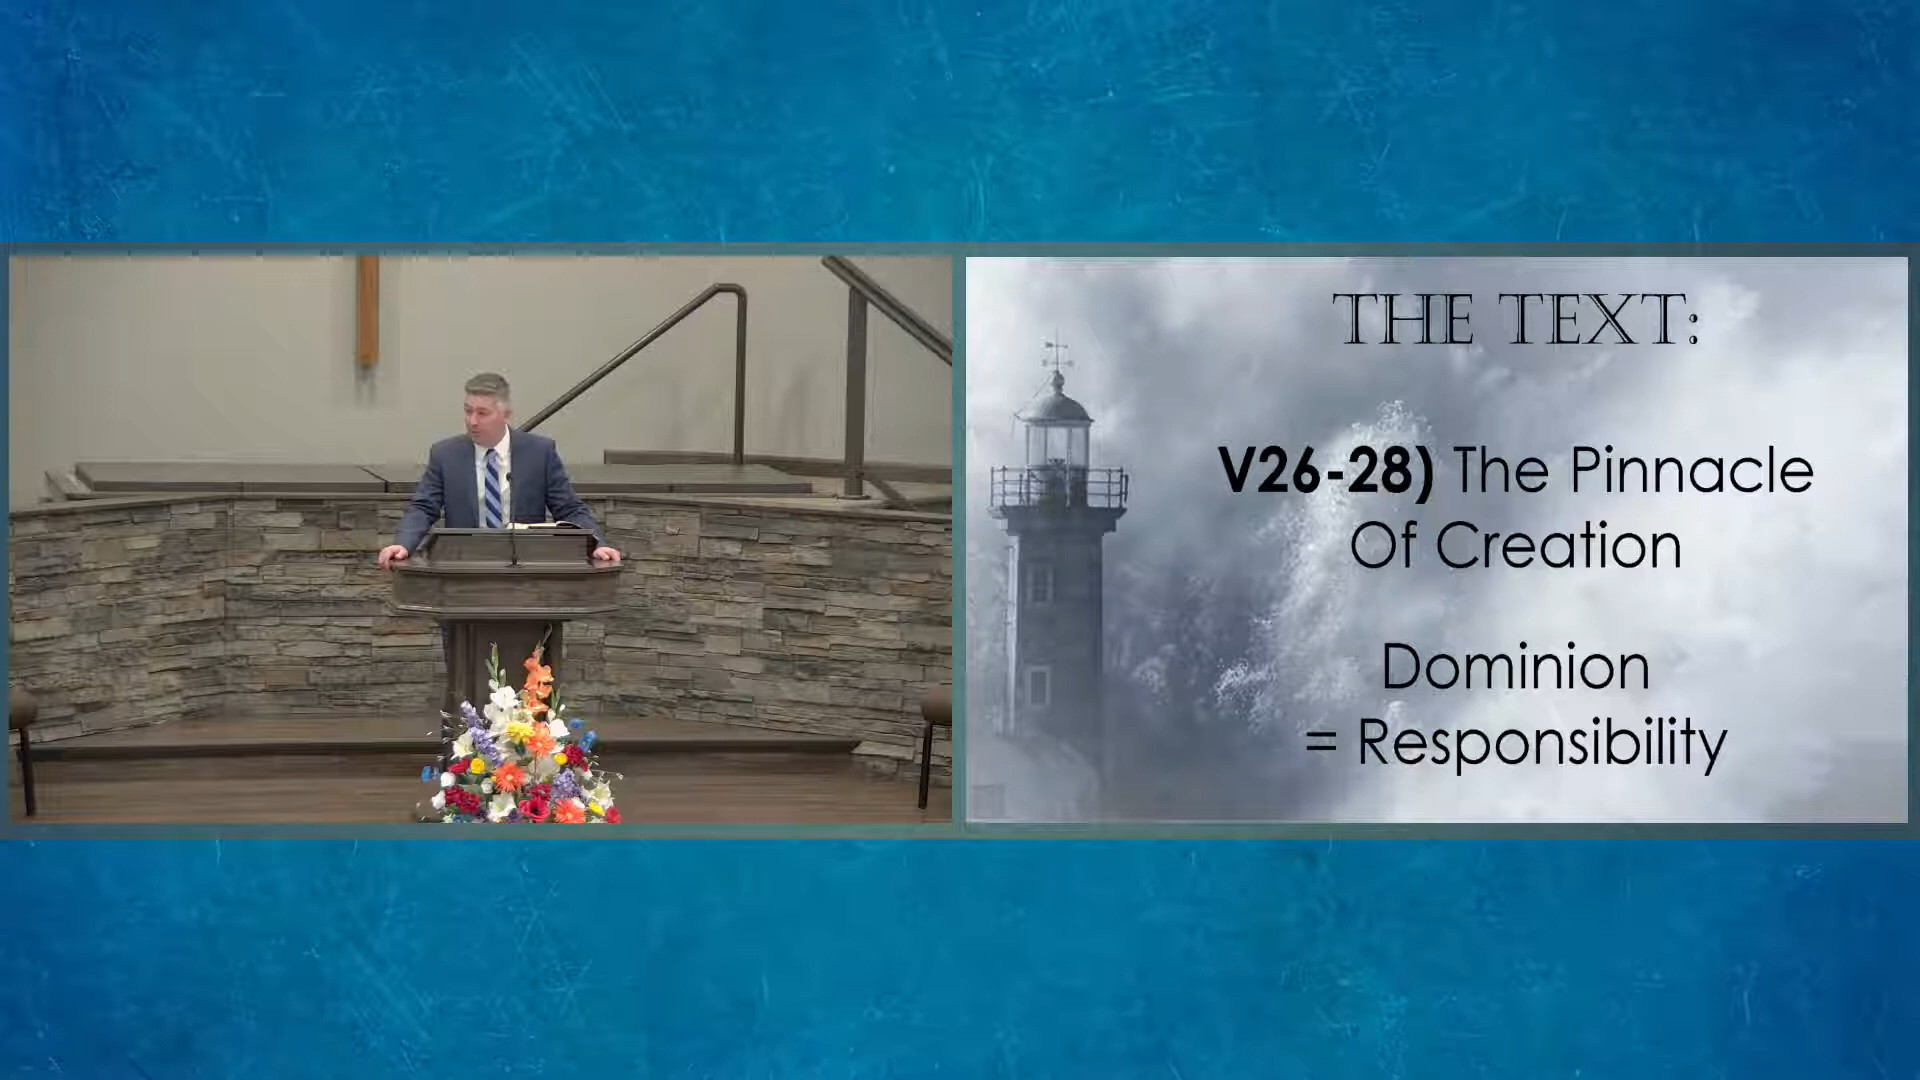 THE TEXT:
V26-28) The Pinnacle
Of Creation
Dominion
= Responsibility